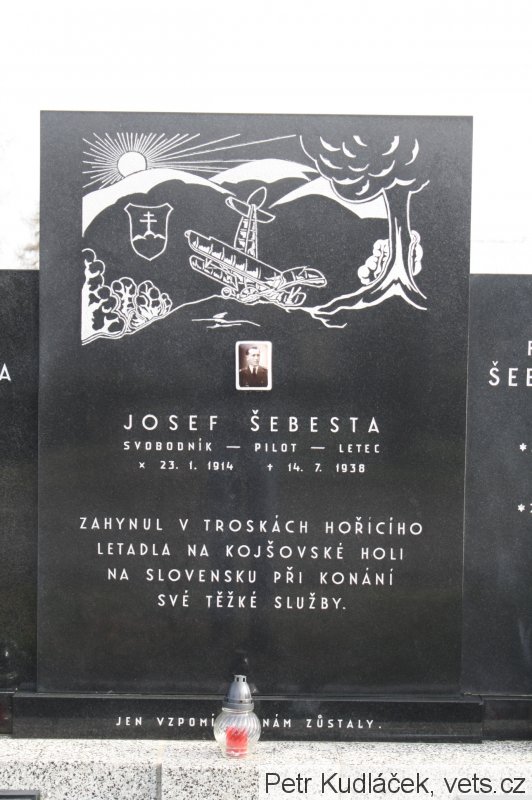 JOSEF ŠEBESTA
SVOBODNÍK — PILOT — LETEC
× 23. 1. 1914 + 14. 7. 1938
ZAHYNUL V TROSKÁCH HOŘÍCÍHO
LETADLA NA KOJŠOVSKÉ HOLI
NA SLOVENSKU PŘI KONÁNÍ
SVÉ TĚŽKÉ SLUŽBY.
JEN NÁM ZŮSTALY.
Petr Kudláček, vets.cz